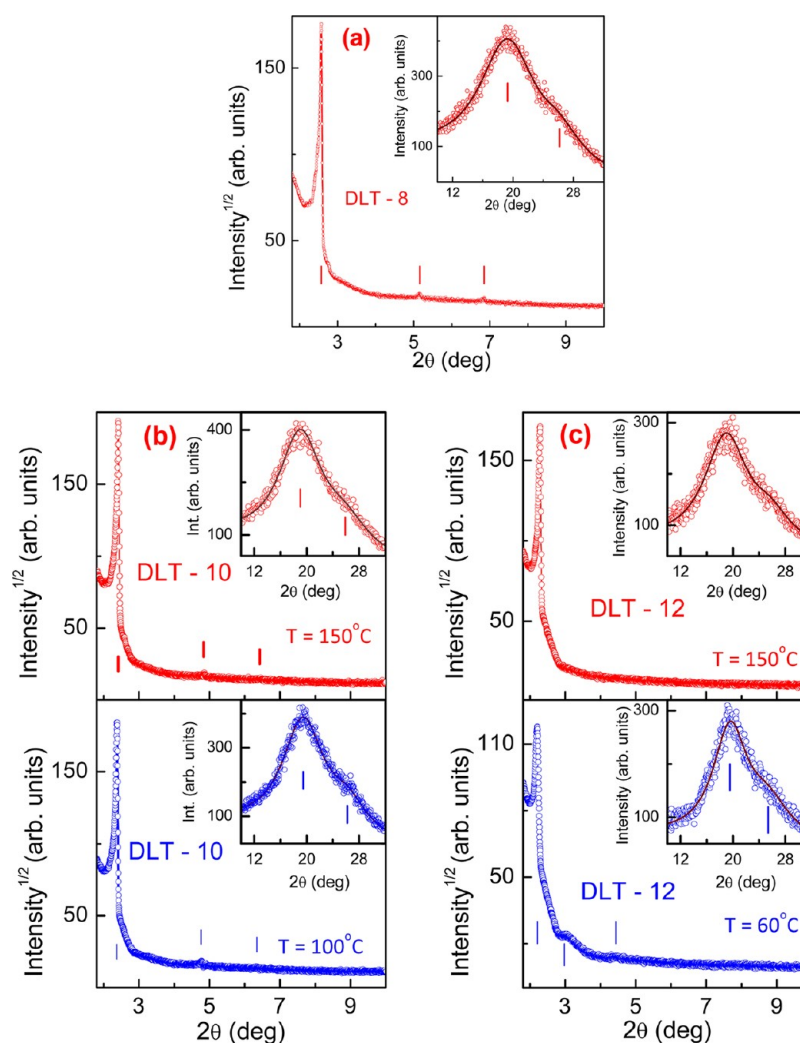 (a)
Intensity^1/2 (arb. units)
150
50
3 5 7 9
2θ (deg)
DLT - 8
Intensity (arb. units)
400
100
12 20 28
2θ (deg)
(b)
Intensity^1/2 (arb. units)
150
50
DLT - 10
T = 150°C
Int. (arb. units)
400
100
12 20 28
2θ (deg)
(c)
Intensity^1/2 (arb. units)
150
50
DLT - 12
T = 150°C
Intensity (arb. units)
300
100
12 20 28
2θ (deg)
Intensity^1/2 (arb. units)
150
50
3 5 7 9
2θ (deg)
DLT - 10
T = 100°C
Int. (arb. units)
400
100
12 20 28
2θ (deg)
Intensity^1/2 (arb. units)
110
50
3 5 7 9
2θ (deg)
DLT - 12
T = 60°C
Intensity (arb. units)
300
100
12 20 28
2θ (deg)